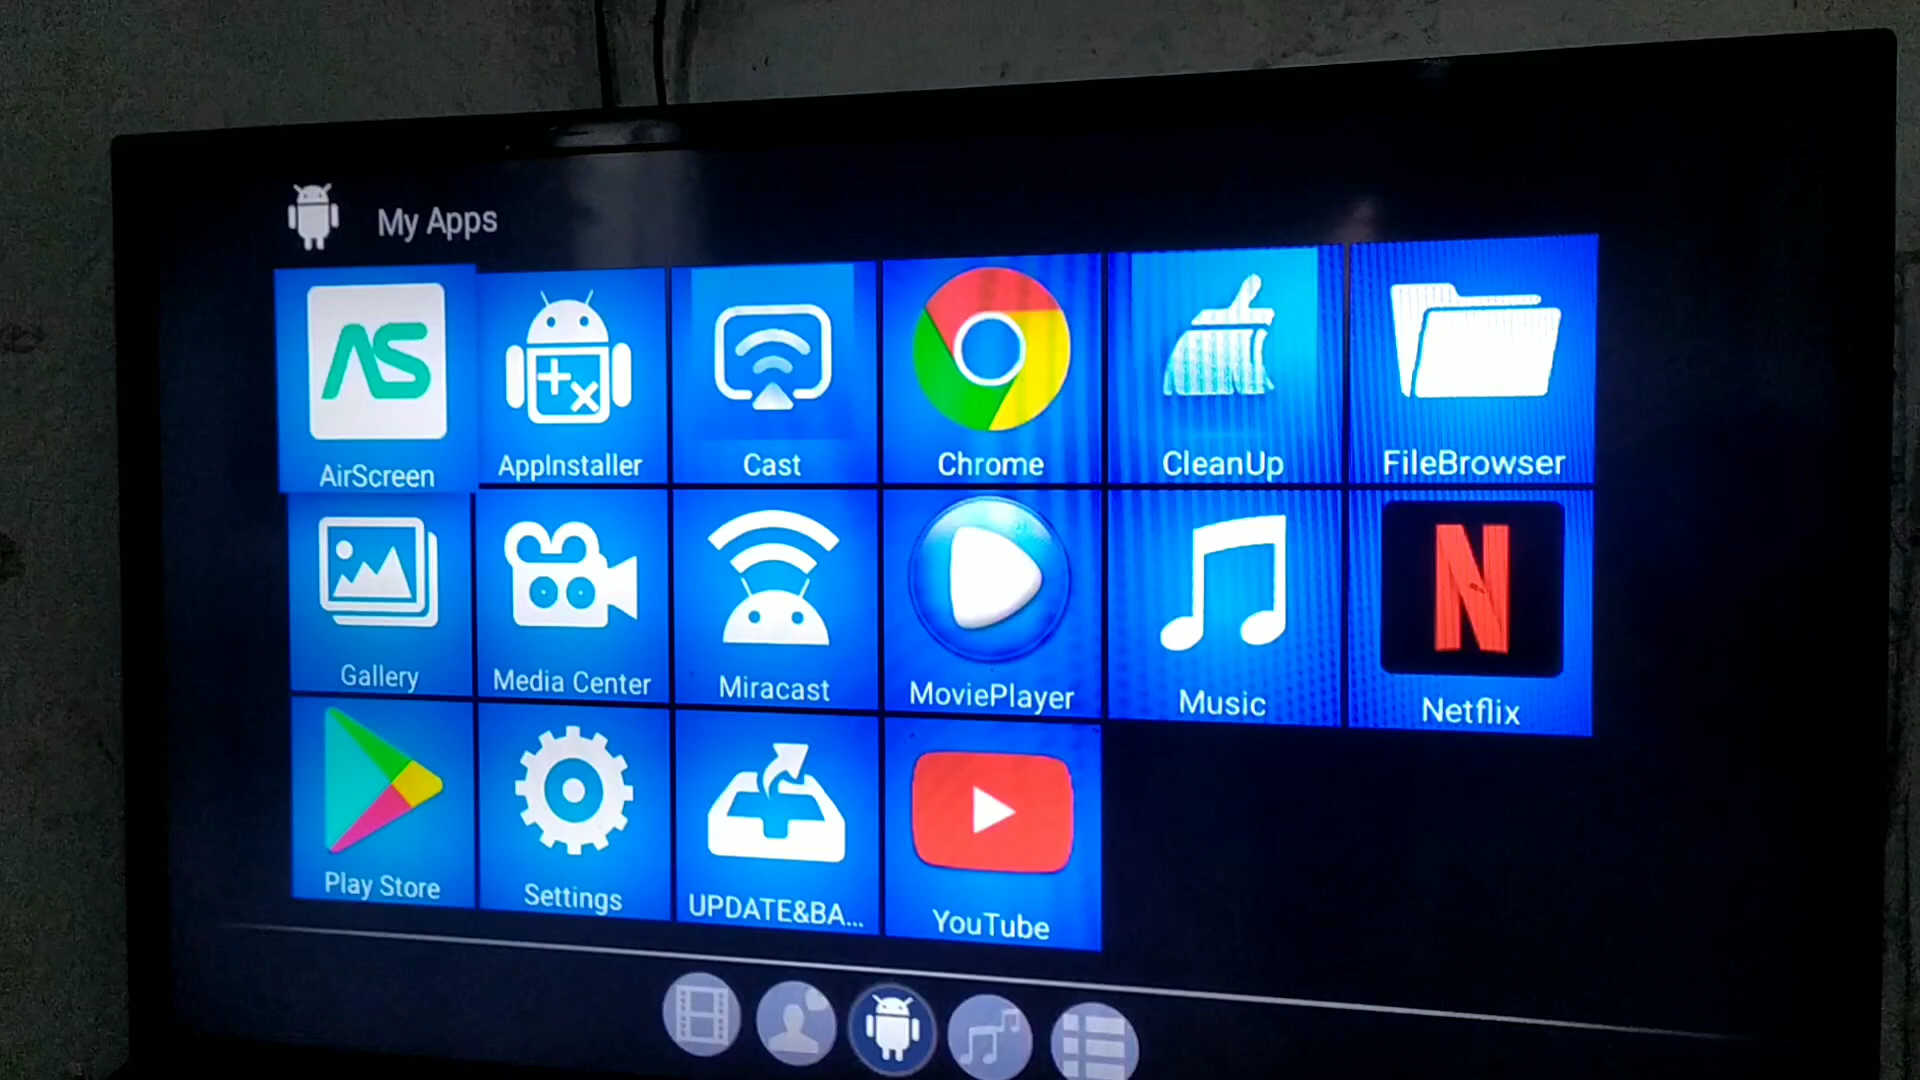 My Apps
AS
AirScreen
AppInstaller
Cast
Chrome
CleanUp
FileBrowser
Gallery
Media Center
Miracast
MoviePlayer
Music
N
Netflix
Play Store
Settings
UPDATE&BA...
YouTube